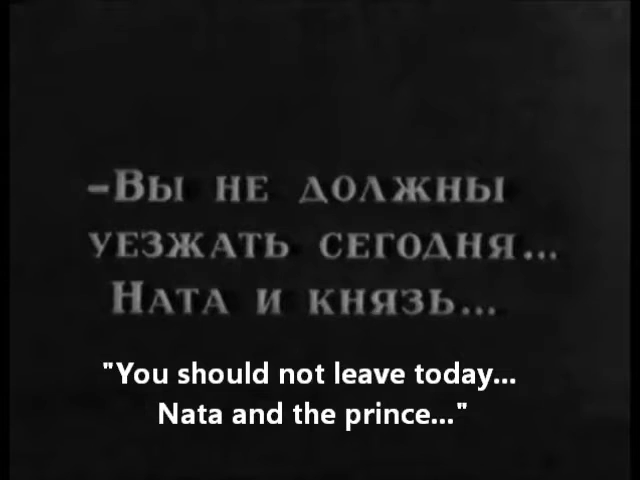 –Вы не должны
уезжать сегодня...
Ната и князь...
"You should not leave today...
Nata and the prince..."